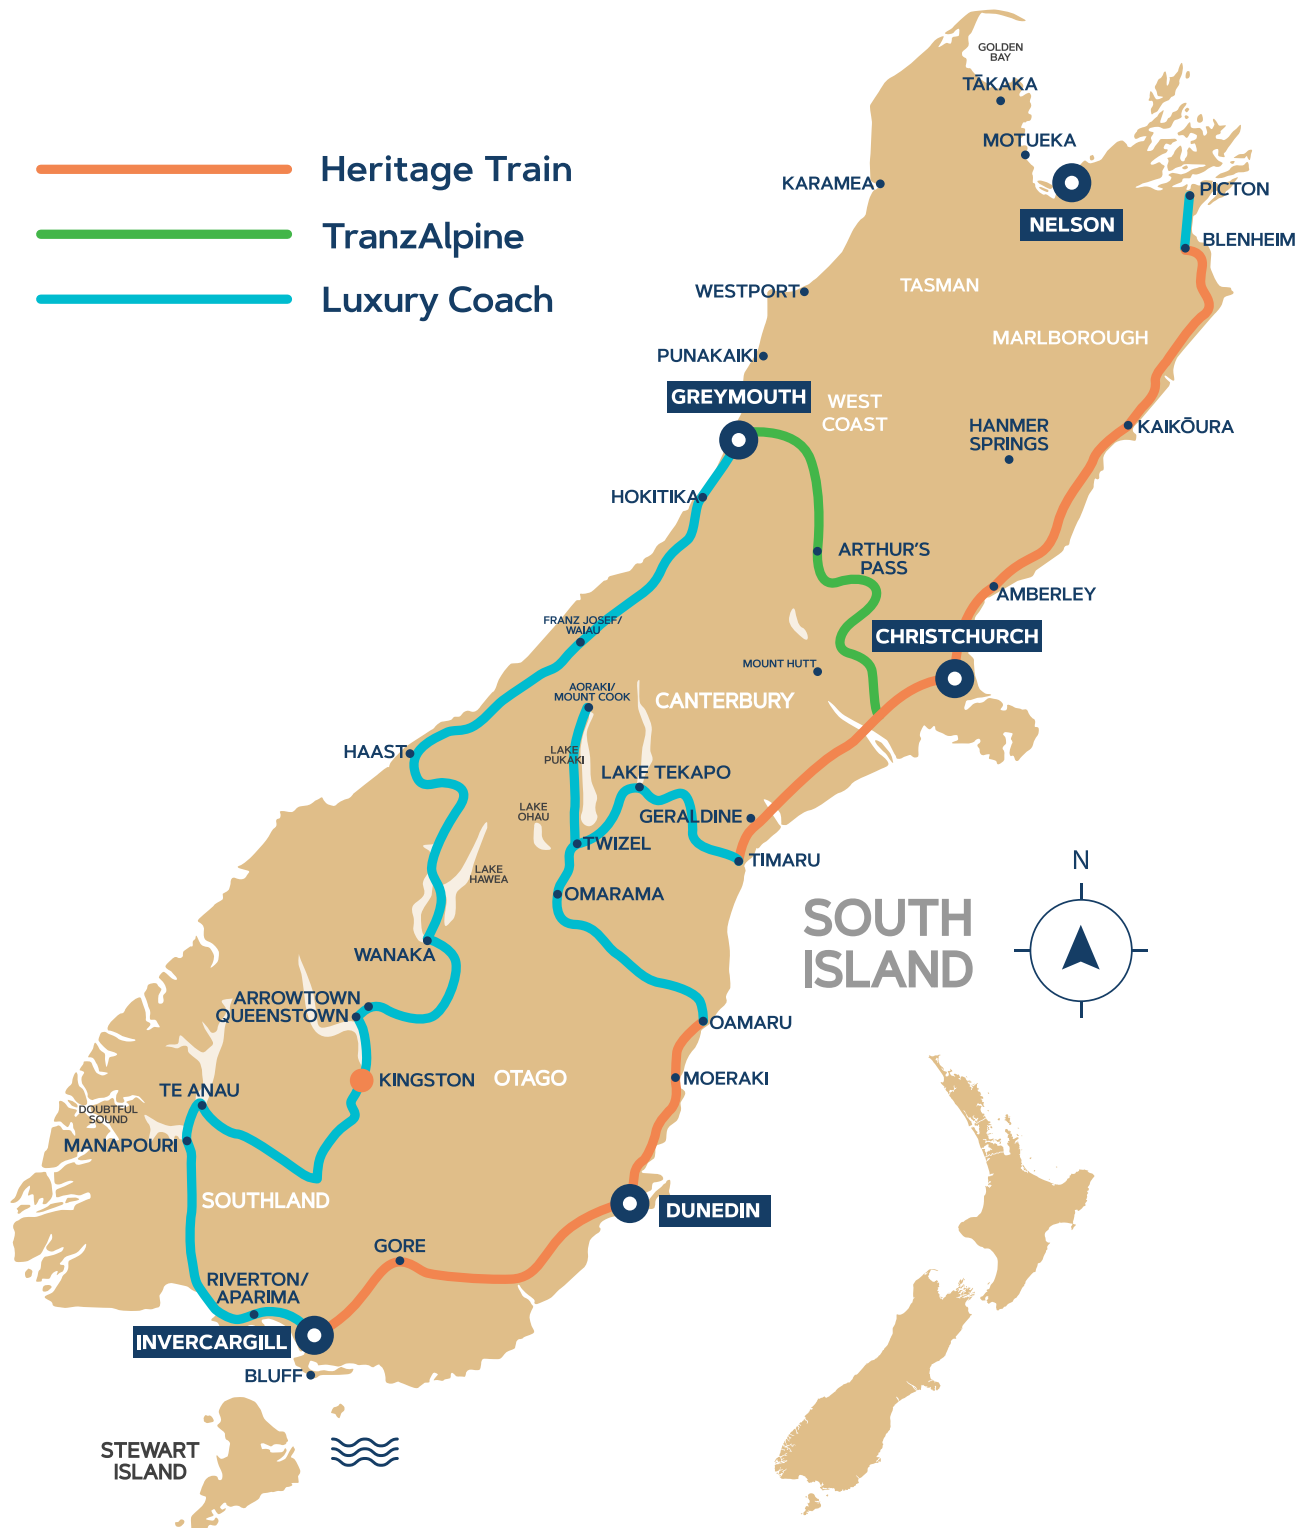 GOLDEN
BAY
TĀKAKA
MOTUEKA
Heritage Train
KARAMEA
PICTON
NELSON
TranzAlpine
BLENHEIM
TASMAN
Luxury Coach
WESTPORT
MARLBOROUGH
PUNAKAIKI
GREYMOUTH
WEST
COAST
HANMER
SPRINGS
KAIKŌURA
HOKITIKA
ARTHUR'S
PASS
AMBERLEY
FRANZ JOSEF/
WAIAU
CHRISTCHURCH
MOUNT HUTT
AORAKI/
MOUNT COOK
CANTERBURY
HAAST
LAKE
PUKAKI
LAKE TEKAPO
LAKE
OHAU
GERALDINE
TWIZEL
TIMARU
N
LAKE
HAWEA
OMARAMA
SOUTH
ISLAND
WANAKA
ARROWTOWN
QUEENSTOWN
OAMARU
KINGSTON
OTAGO
MOERAKI
TE ANAU
DOUBTFUL
SOUND
MANAPOURI
SOUTHLAND
DUNEDIN
GORE
RIVERTON/
APARIMA
INVERCARGILL
BLUFF
STEWART
ISLAND